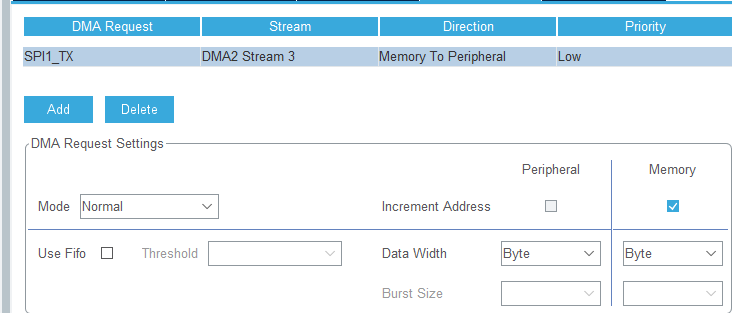 DMA Request Stream Direction Priority
SPI1_TX DMA2 Stream 3 Memory To Peripheral Low
Add Delete
DMA Request Settings
Peripheral Memory
Mode Normal Increment Address
Use Fifo Threshold Data Width Byte Byte
Burst Size